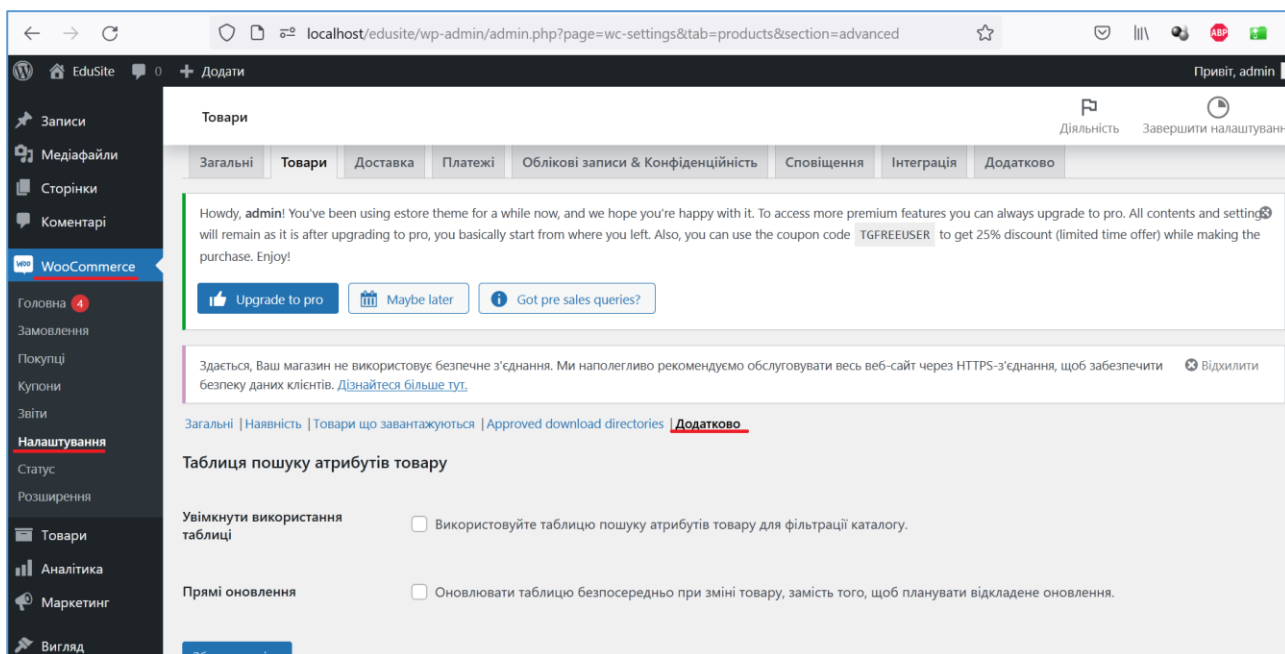 localhost/edusite/wp-admin/admin.php?page=wc-settings&tab=products&section=advanced
ABP
EduSite 0 Додати
Привіт, admin
Записи
Медіафайли
Сторінки
Коментарі
WooCommerce
Головна 4
Замовлення
Покупці
Купони
Звіти
Налаштування
Статус
Розширення
Товари
Аналітика
Маркетинг
Вигляд
Товари
Діяльність
Завершити налаштуванн
Загальні Товари Доставка Платежі Облікові записи & Конфіденційність Сповіщення Інтеграція Додатково
Howdy, admin! You've been using estore theme for a while now, and we hope you're happy with it. To access more premium features you can always upgrade to pro. All contents and settings
will remain as it is after upgrading to pro, you basically start from where you left. Also, you can use the coupon code TGFREEUSER to get 25% discount (limited time offer) while making the
purchase. Enjoy!
Upgrade to pro Maybe later Got pre sales queries?
Здається, Ваш магазин не використовує безпечне з'єднання. Ми наполегливо рекомендуємо обслуговувати весь веб-сайт через HTTPS-з'єднання, щоб забезпечити
безпеку даних клієнтів. Дізнайтеся більше тут.
Відхилити
Загальні | Наявність | Товари що завантажуються | Approved download directories | Додатково
Таблиця пошуку атрибутів товару
Увімкнути використання
таблиці
Використовуйте таблицю пошуку атрибутів товару для фільтрації каталогу.
Прямі оновлення
Оновлювати таблицю безпосередньо при зміні товару, замість того, щоб планувати відкладене оновлення.